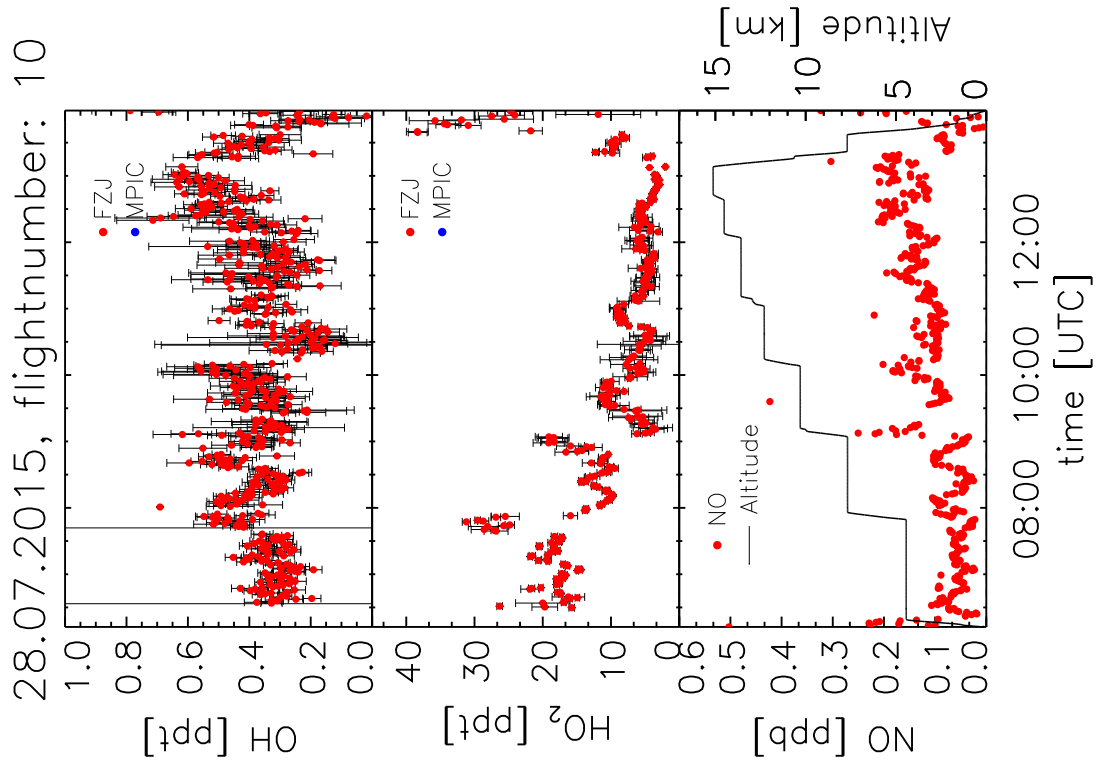 28.07.2015, flightnumber: 10
OH [ppt]
1.0
0.8
0.6
0.4
0.2
0.0
FZJ
MPIC
HO₂ [ppt]
40
30
20
10
0
FZJ
MPIC
NO [ppb]
0.6
0.5
0.4
0.3
0.2
0.1
0.0
NO
Altitude
Altitude [km]
15
10
5
0
08:00
10:00
12:00
time [UTC]